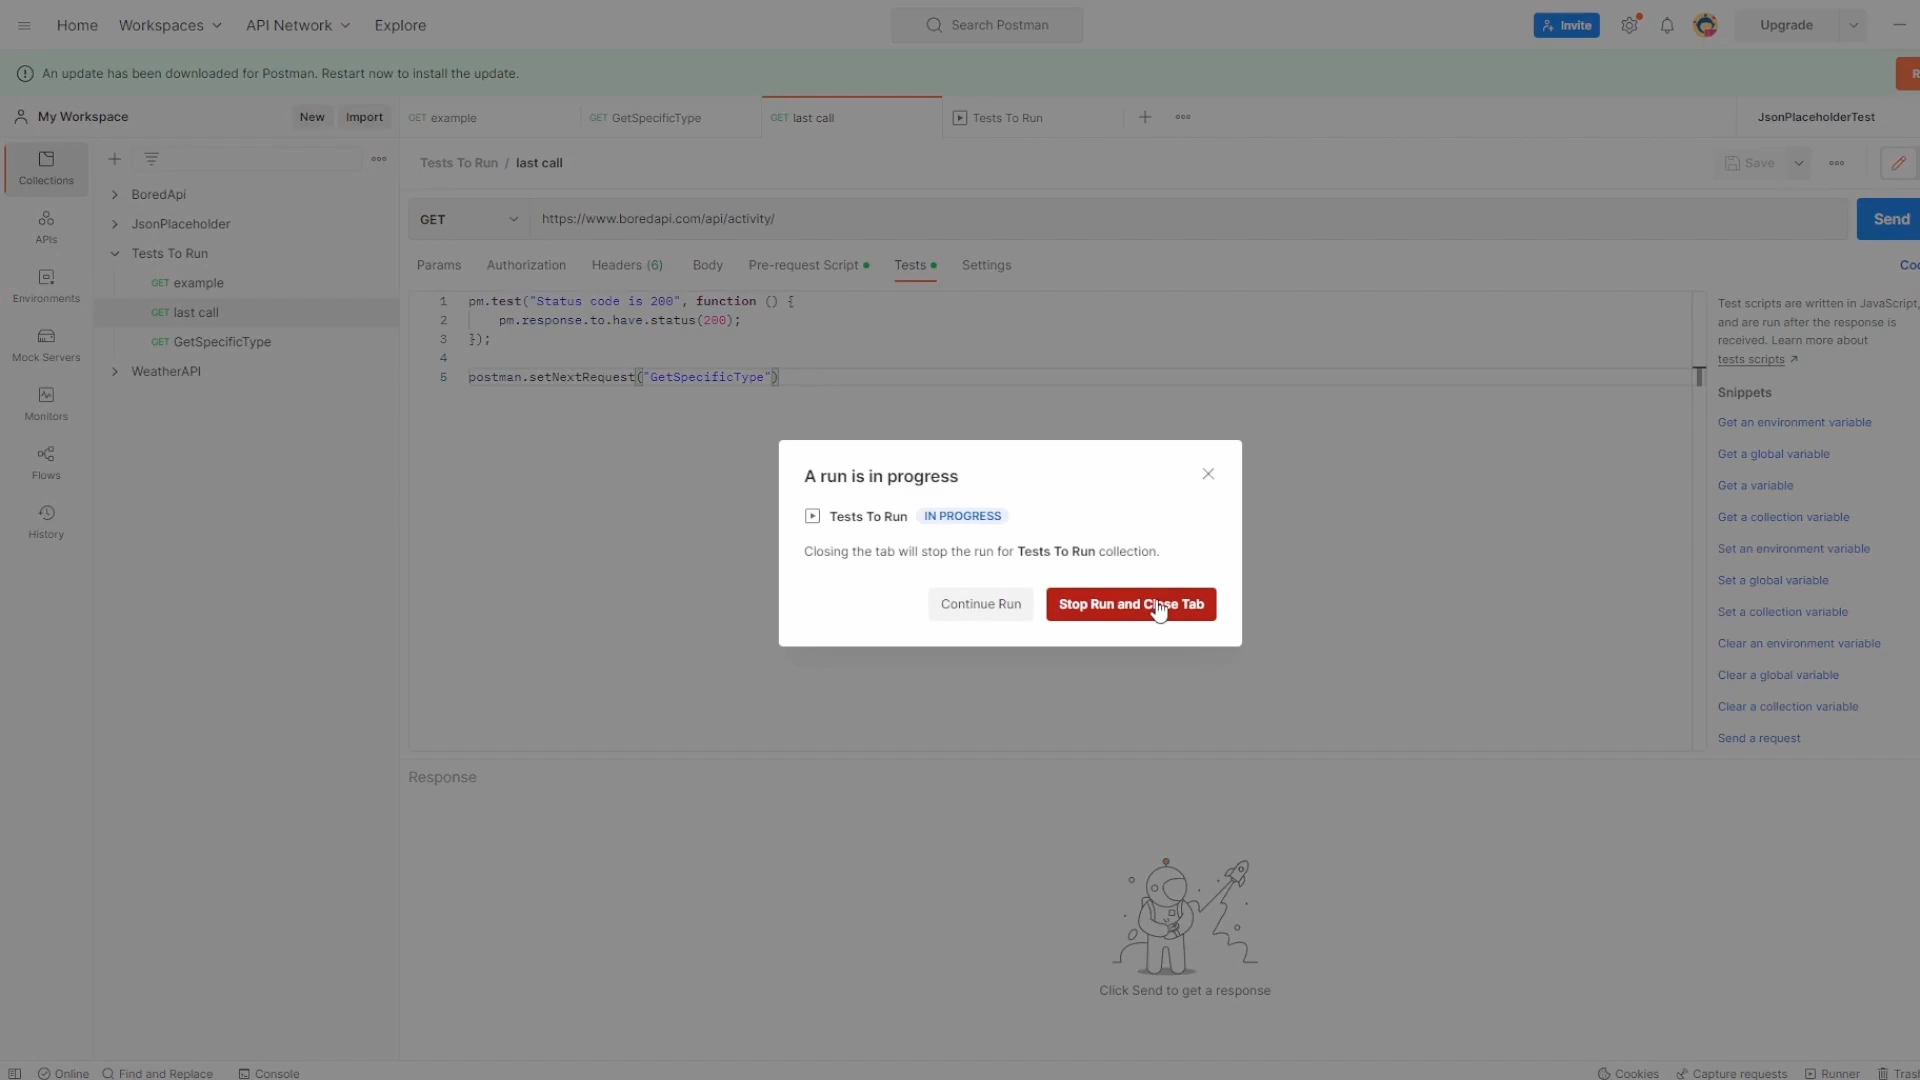 Home Workspaces API Network Explore Search Postman Invite Upgrade
An update has been downloaded for Postman. Restart now to install the update.
My Workspace New Import GET example GET GetSpecificType GET last call Tests To Run JsonPlaceholderTest
Tests To Run / last call Save
Collections
APIs
Environments
Mock Servers
Monitors
Flows
History
BoredApi
JsonPlaceholder
Tests To Run
GET example
GET last call
GET GetSpecificType
WeatherAPI
GET https://www.boredapi.com/api/activity/ Send
Params Authorization Headers (6) Body Pre-request Script Tests Settings
1 pm.test("Status code is 200", function () {
2 pm.response.to.have.status(200);
3 });
4
5 postman.setNextRequest("GetSpecificType")
Test scripts are written in JavaScript,
and are run after the response is
received. Learn more about
tests scripts
Snippets
Get an environment variable
Get a global variable
Get a variable
Get a collection variable
Set an environment variable
Set a global variable
Set a collection variable
Clear an environment variable
Clear a global variable
Clear a collection variable
Send a request
A run is in progress
Tests To Run IN PROGRESS
Closing the tab will stop the run for Tests To Run collection.
Continue Run Stop Run and Close Tab
Response
Click Send to get a response
Online Find and Replace Console Cookies Capture requests Runner